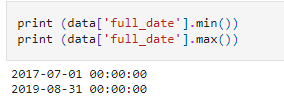 print (data['full_date'].min())
print (data['full_date'].max())
2017-07-01 00:00:00
2019-08-31 00:00:00